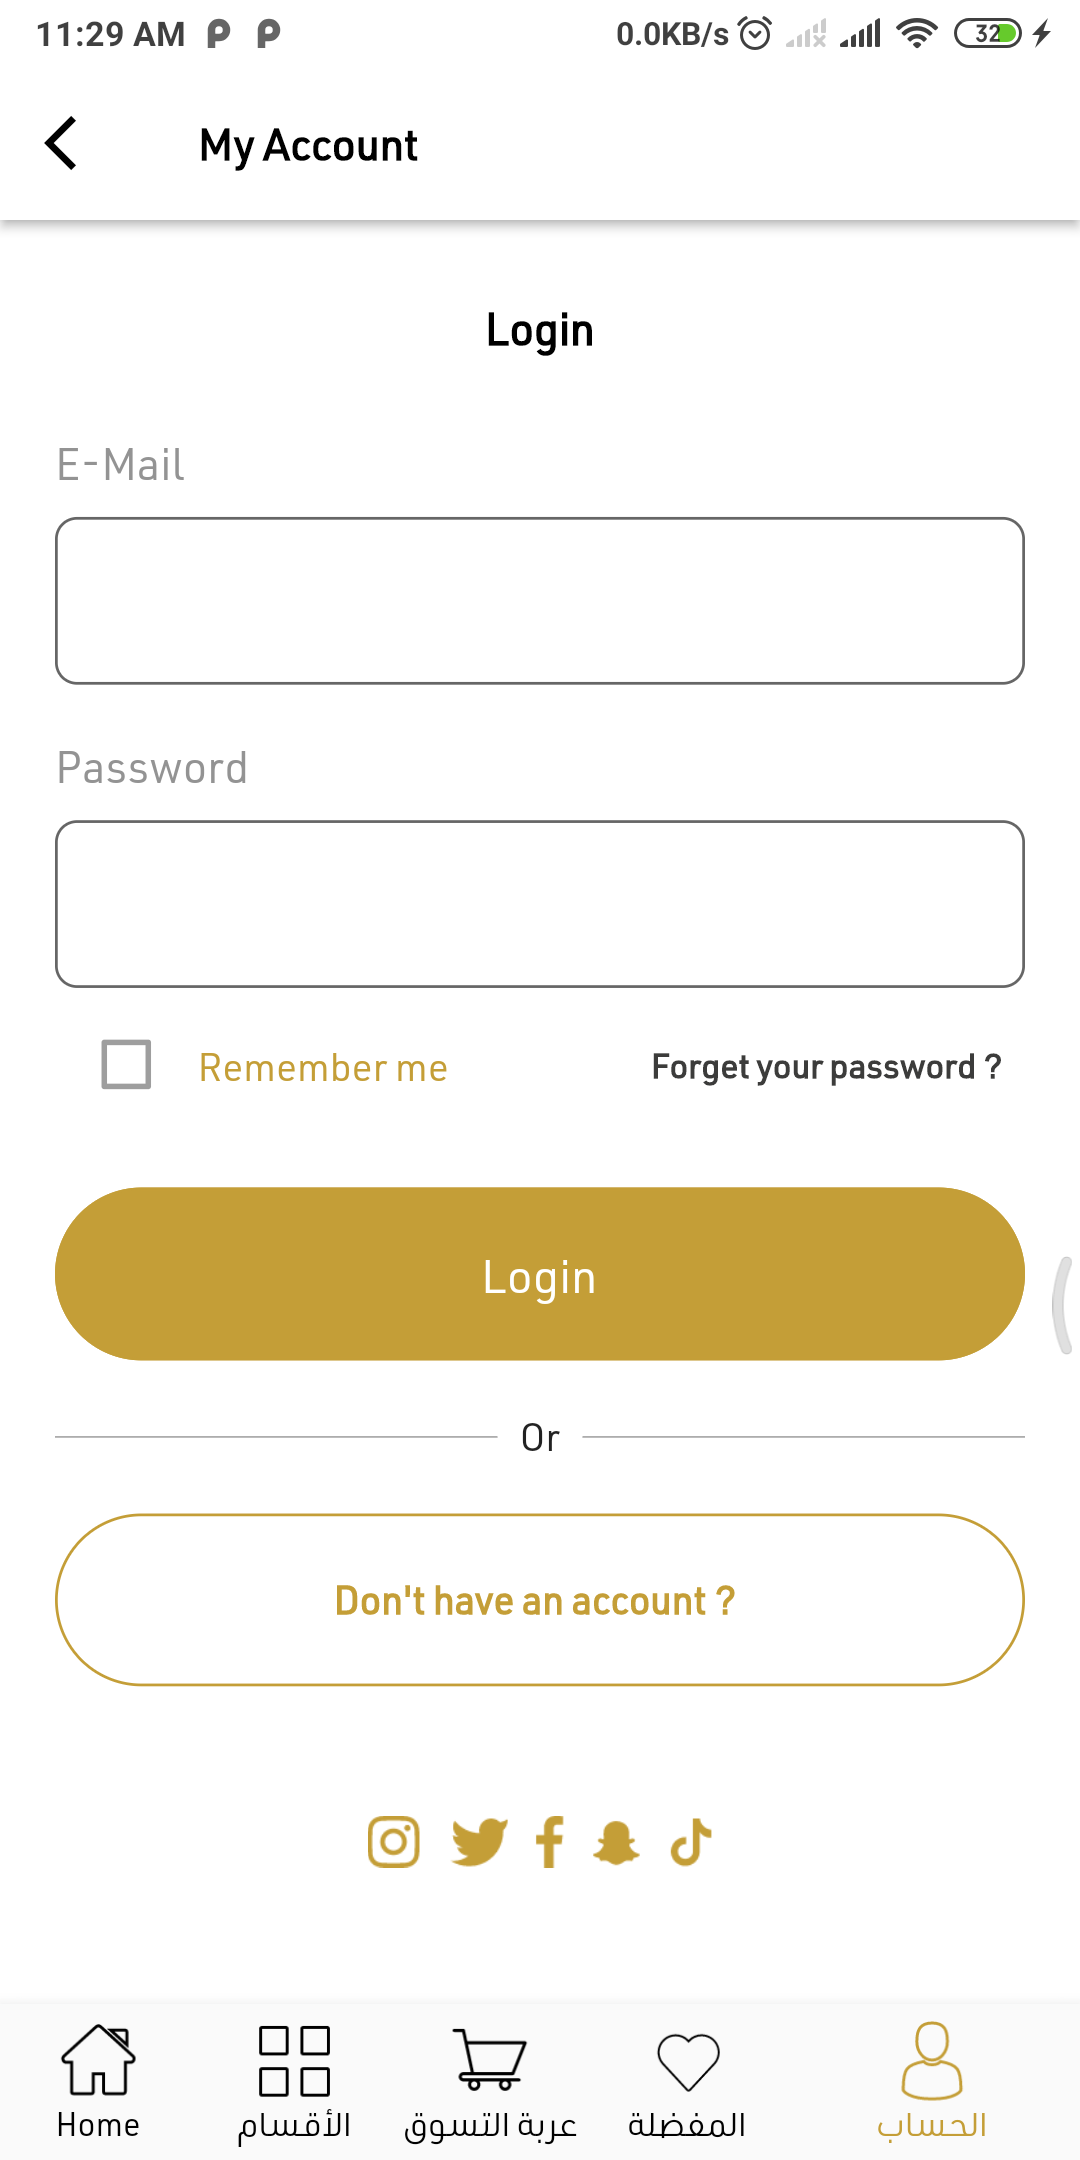 11:29 AM 0.0KB/s 32
My Account
Login
E-Mail
Password
Remember me Forget your password ?
Login
Or
Don't have an account ?
Home الأقسام عربة التسوق المفضلة الحساب